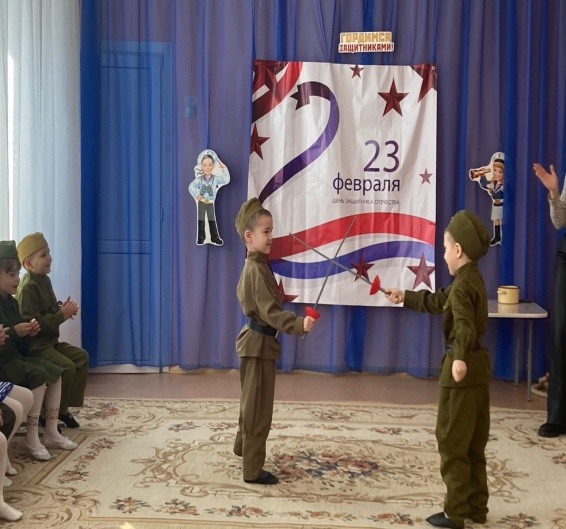 ГОРДИМСЯ
ЗАЩИТНИКАМИ!
23
февраля
ДЕНЬ ЗАЩИТНИКА ОТЕЧЕСТВА